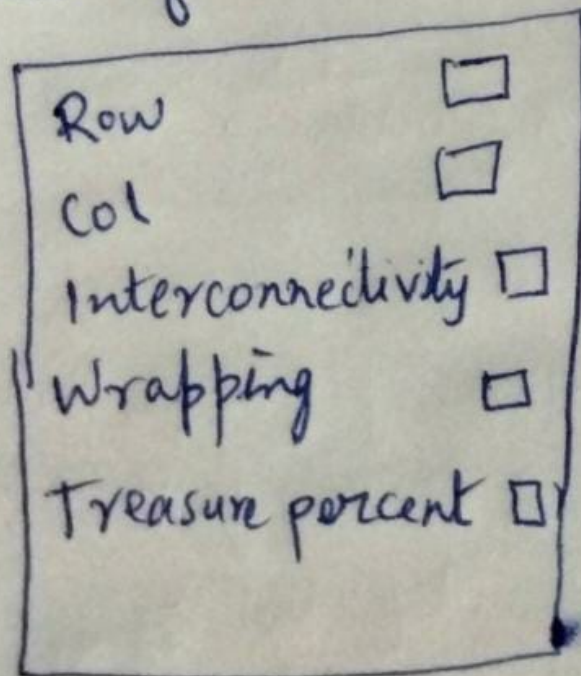 Row
Col
Interconnectivity
Wrapping
Treasure percent